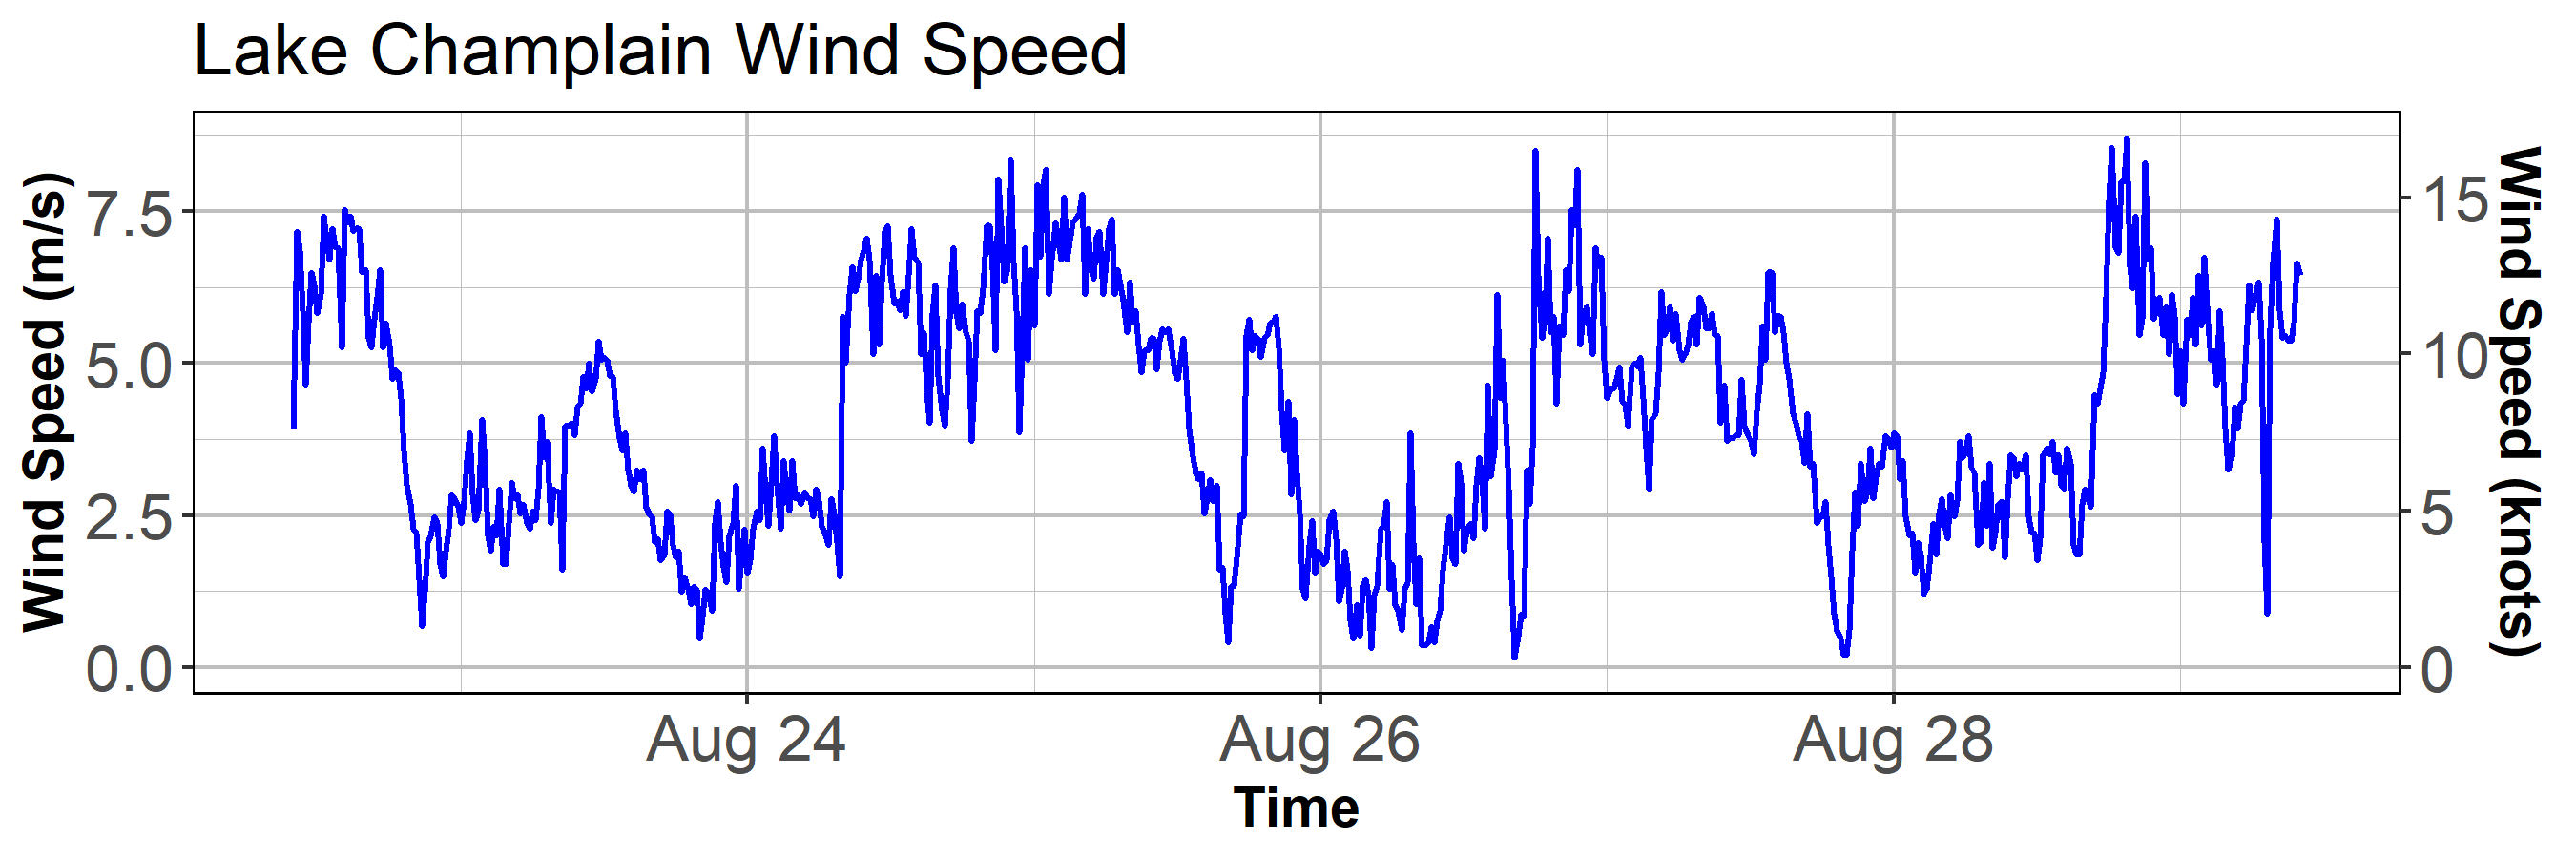 Lake Champlain Wind Speed
Wind Speed (m/s)
7.5
5.0
2.5
0.0
15
10
5
0
Wind Speed (knots)
Aug 24
Aug 26
Aug 28
Time